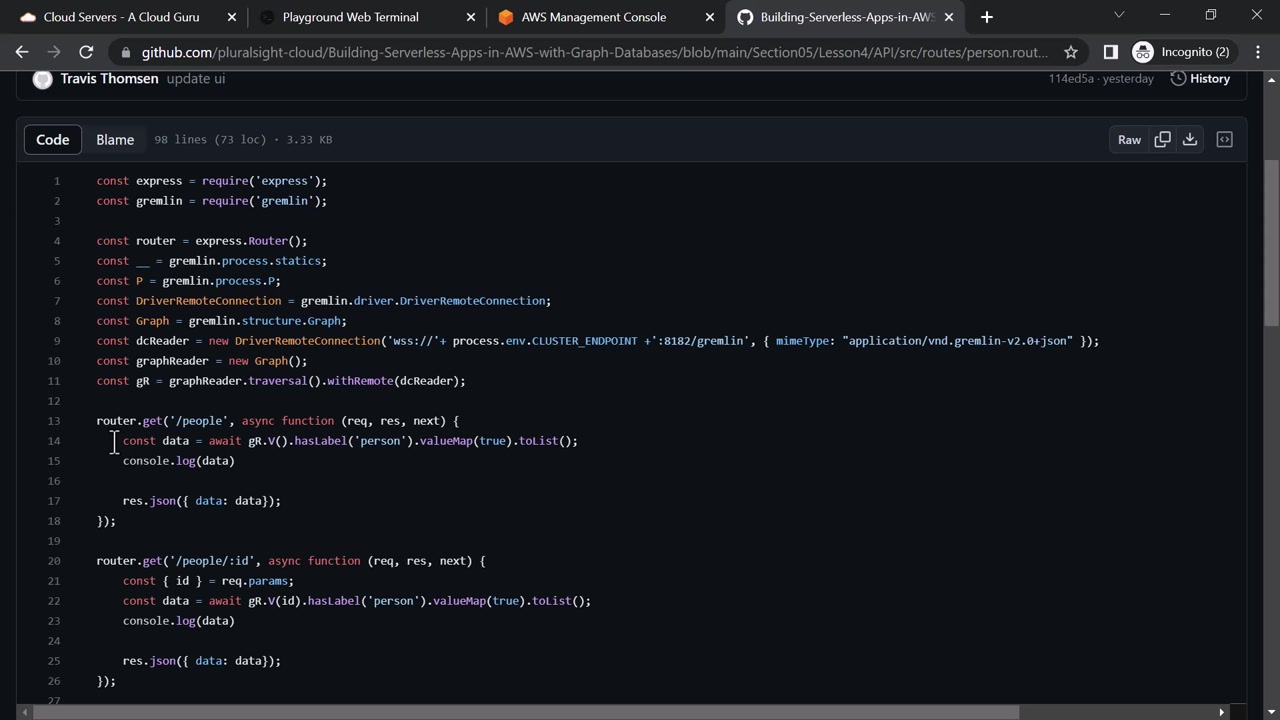 Cloud Servers - A Cloud Guru
Playground Web Terminal
AWS Management Console
Building-Serverless-Apps-in-AWS
github.com/pluralsight-cloud/Building-Serverless-Apps-in-AWS-with-Graph-Databases/blob/main/Section05/Lesson4/API/src/routes/person.rout...
Incognito (2)
Travis Thomsen update ui
114ed5a · yesterday
History
Code
Blame
98 lines (73 loc) · 3.33 KB
Raw
1 const express = require('express');
2 const gremlin = require('gremlin');
3
4 const router = express.Router();
5 const __ = gremlin.process.statics;
6 const P = gremlin.process.P;
7 const DriverRemoteConnection = gremlin.driver.DriverRemoteConnection;
8 const Graph = gremlin.structure.Graph;
9 const dcReader = new DriverRemoteConnection('wss://'+ process.env.CLUSTER_ENDPOINT +':8182/gremlin', { mimeType: "application/vnd.gremlin-v2.0+json" });
10 const graphReader = new Graph();
11 const gR = graphReader.traversal().withRemote(dcReader);
12
13 router.get('/people', async function (req, res, next) {
14 const data = await gR.V().hasLabel('person').valueMap(true).toList();
15 console.log(data)
16
17 res.json({ data: data});
18 });
19
20 router.get('/people/:id', async function (req, res, next) {
21 const { id } = req.params;
22 const data = await gR.V(id).hasLabel('person').valueMap(true).toList();
23 console.log(data)
24
25 res.json({ data: data});
26 });
27